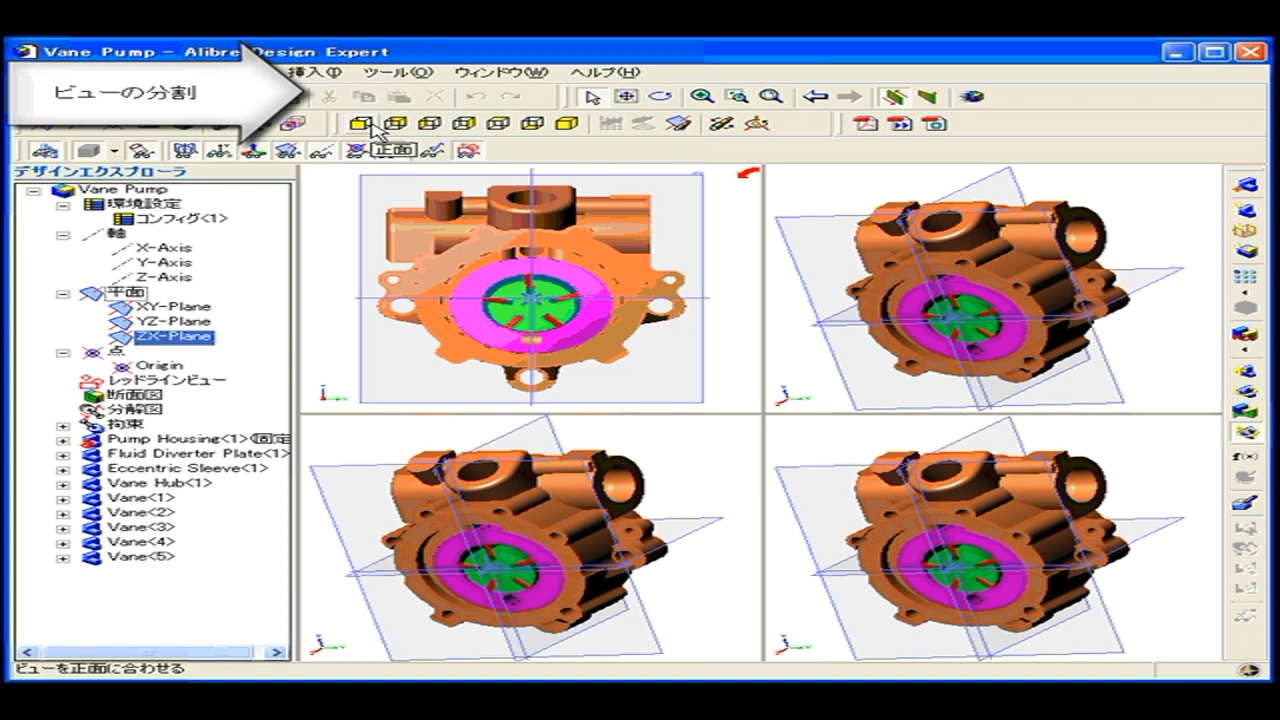 Vane Pump - Alibre Design Expert
挿入(I) ツール(O) ウィンドウ(W) ヘルプ(H)
ビューの分割
正面
デザインエクスプローラ
Vane Pump
環境設定
コンフィグ<1>
軸
X-Axis
Y-Axis
Z-Axis
平面
XY-Plane
YZ-Plane
ZX-Plane
点
Origin
レッドラインビュー
断面図
分解図
拘束
Pump Housing<1>(固定
Fluid Diverter Plate<1>
Eccentric Sleeve<1>
Vane Hub<1>
Vane<1>
Vane<2>
Vane<3>
Vane<4>
Vane<5>
f(x)
ビューを正面に合わせる